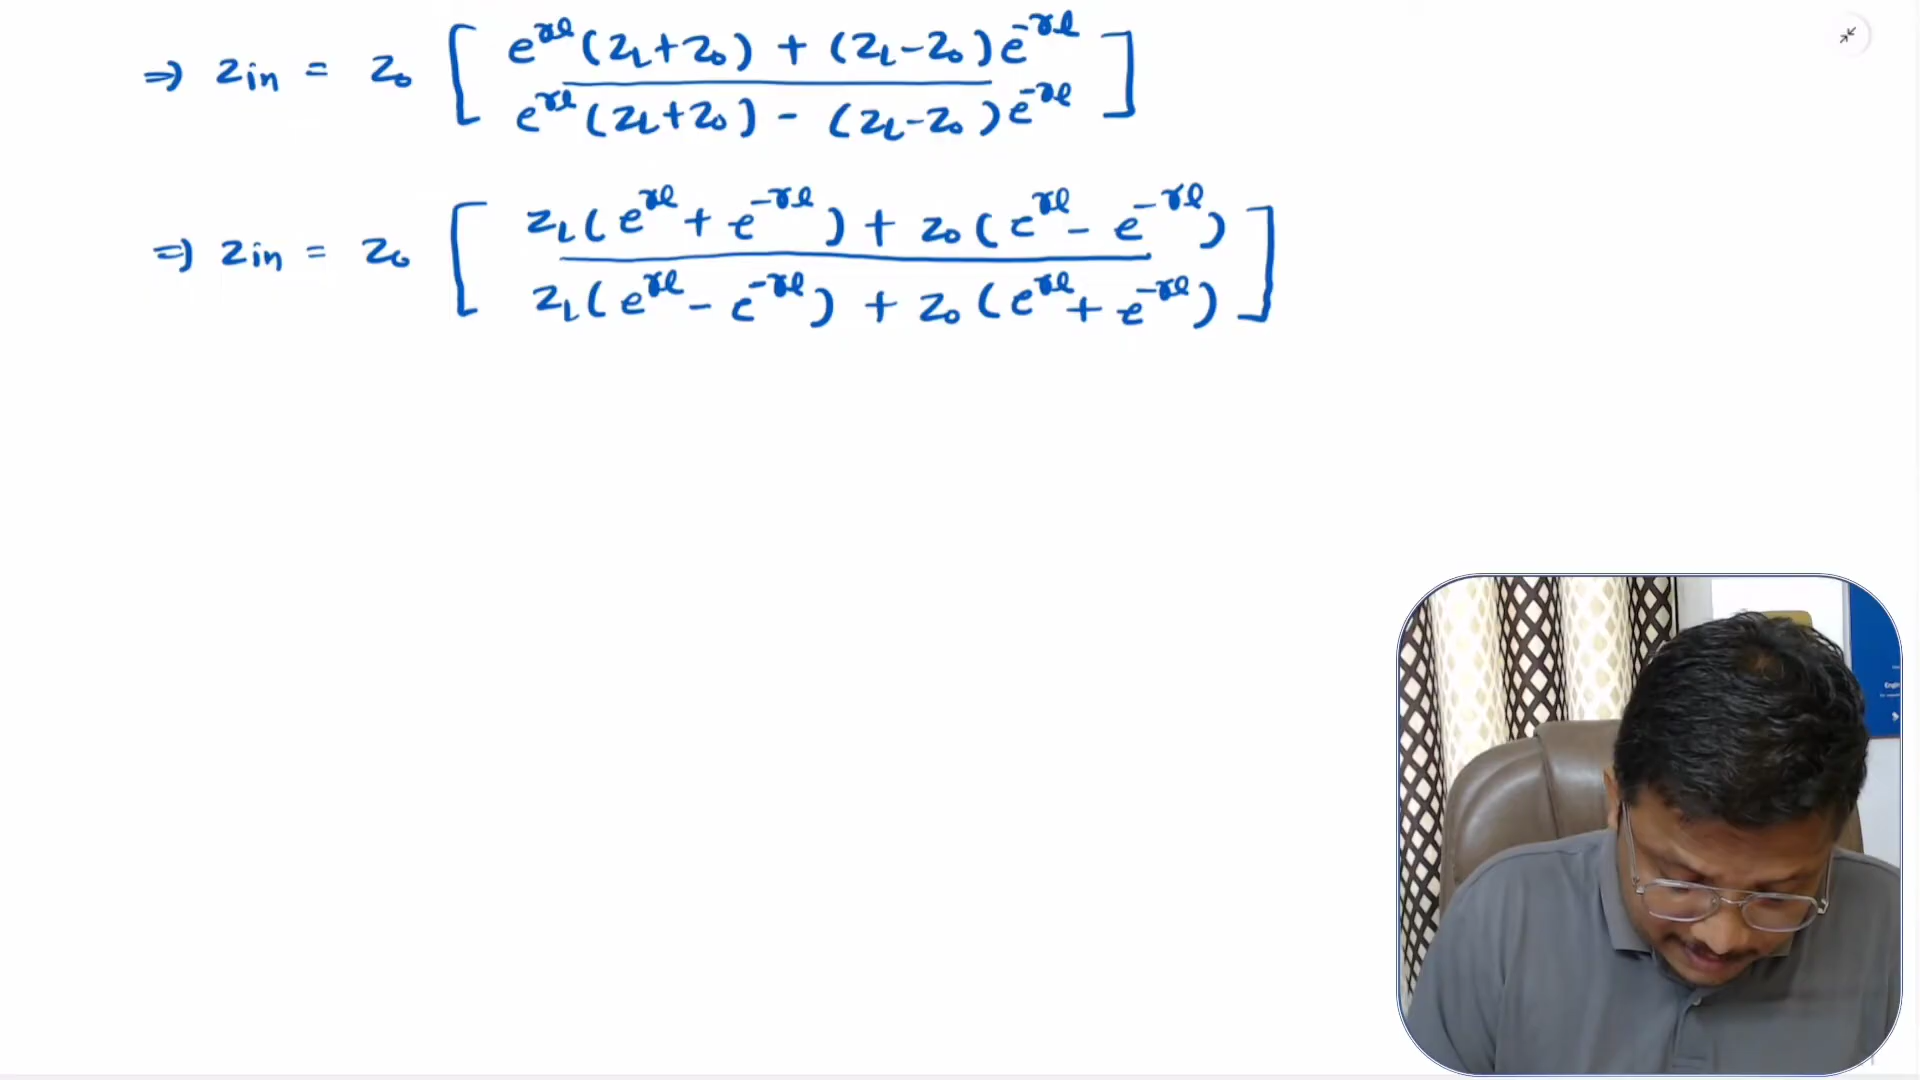 ⇒ Zin = Z₀ [ e^γℓ (ZL+Z₀) + (ZL-Z₀) e^-γℓ / e^γℓ (ZL+Z₀) - (ZL-Z₀) e^-γℓ ]
⇒ Zin = Z₀ [ ZL (e^γℓ + e^-γℓ) + Z₀ (e^γℓ - e^-γℓ) / ZL (e^γℓ - e^-γℓ) + Z₀ (e^γℓ + e^-γℓ) ]